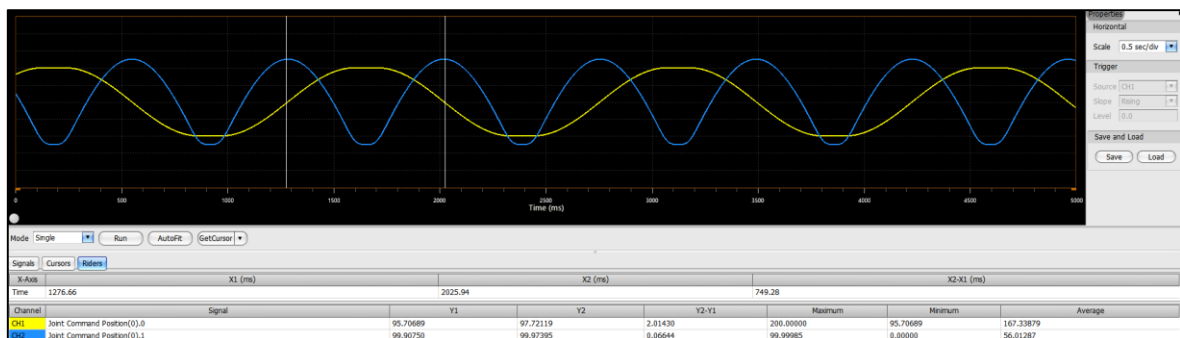 Properties
Horizontal
Scale 0.5 sec/div
Trigger
Source CH1
Slope Rising
Level 0.0
Save and Load
Save Load
0 500 1000 1500 2000 2500 3000 3500 4000 4500 5000
Time (ms)
Mode Single Run AutoFit GetCursor
Signals Cursors Riders
X-Axis X1 (ms) X2 (ms) X2-X1 (ms)
Time 1276.66 2025.94 749.28
Channel Signal Y1 Y2 Y2-Y1 Maximum Minimum Average
CH1 Joint Command Position(0).0 95.70689 97.72119 2.01430 200.00000 95.70689 167.33879
CH2 Joint Command Position(0).1 99.90750 99.97395 0.06644 99.99985 0.00000 56.01287